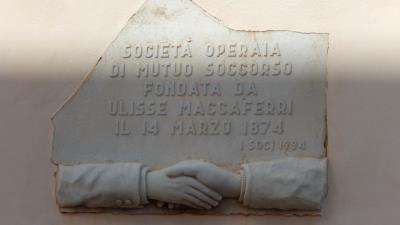 SOCIETÀ OPERAIA
DI MUTUO SOCCORSO
FONDATA DA
ULISSE MACCAFERRI
IL 14 MARZO 1874
I SOCI 1994